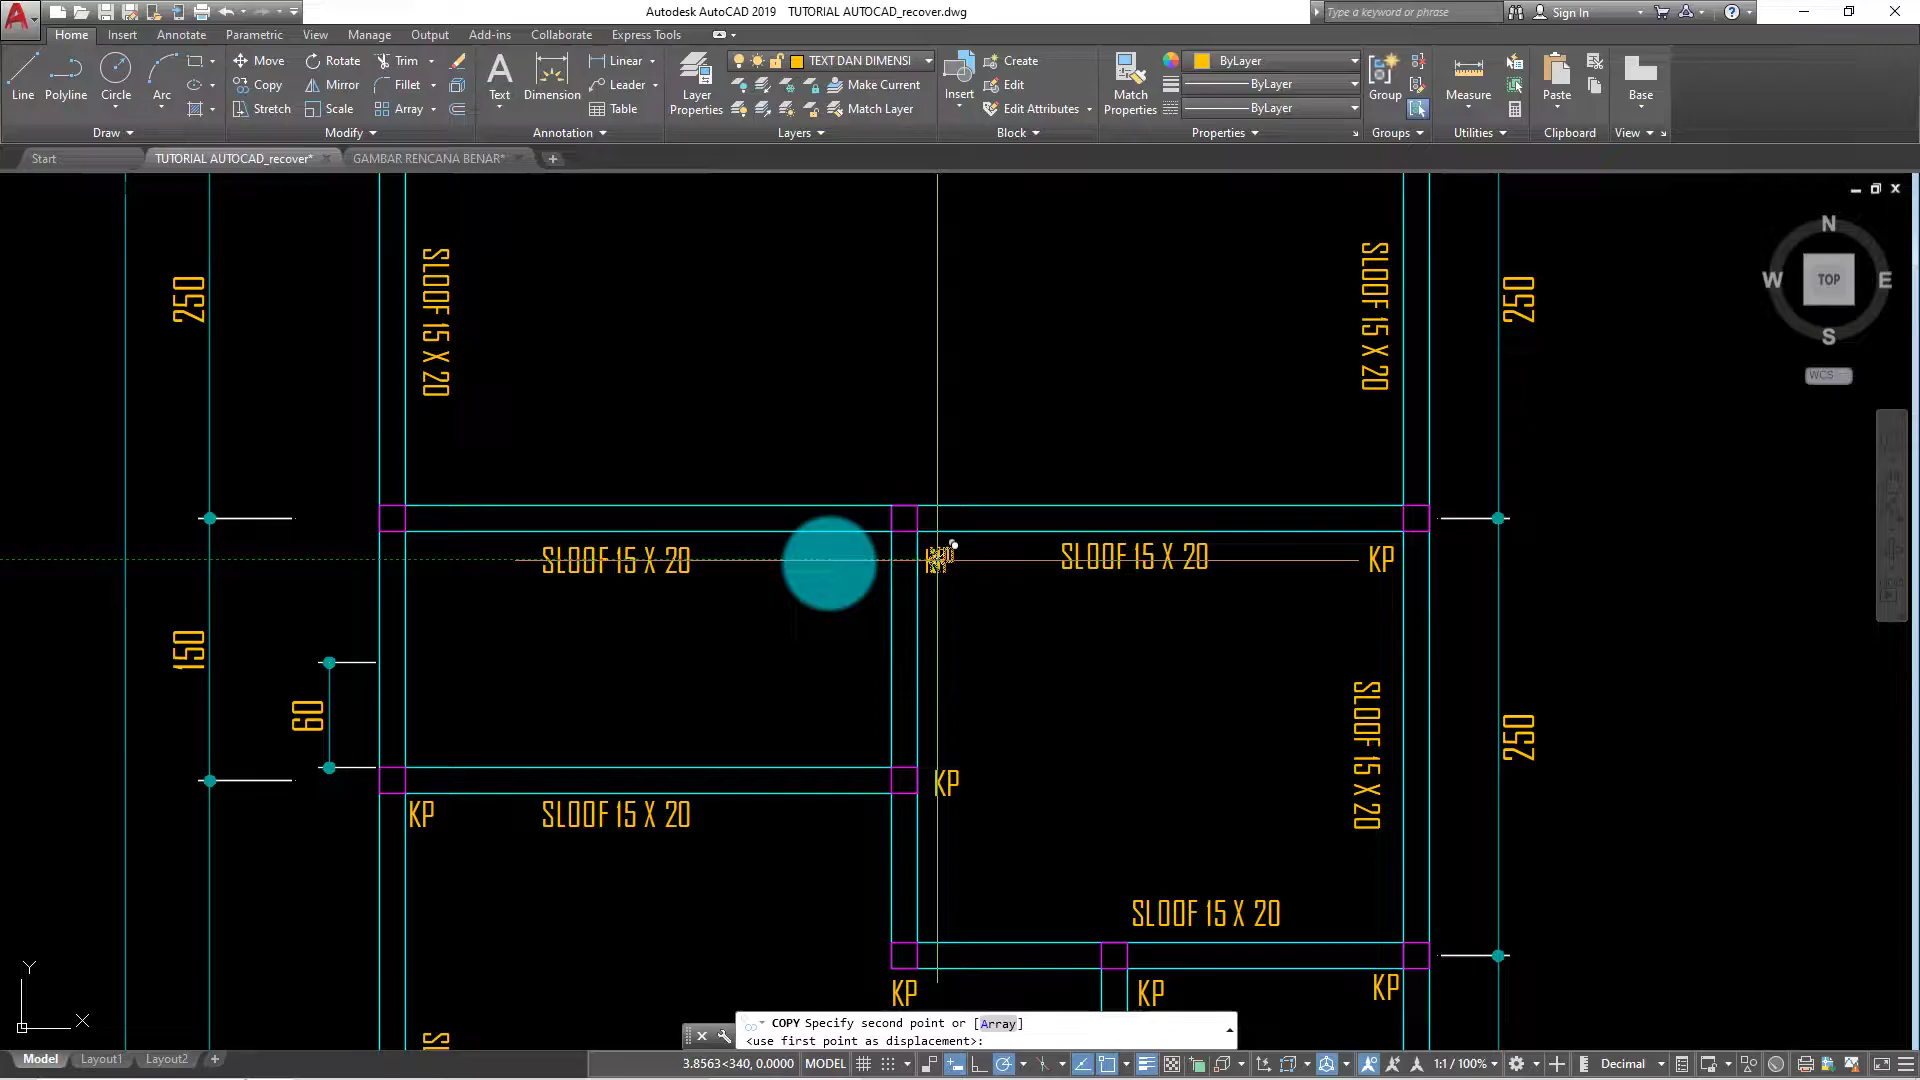 Autodesk AutoCAD 2019 TUTORIAL AUTOCAD_recover.dwg
Type a keyword or phrase
Sign In
Home Insert Annotate Parametric View Manage Output Add-ins Collaborate Express Tools
Line Polyline Circle Arc
Move Rotate Trim
Copy Mirror Fillet
Stretch Scale Array
Text Dimension
Linear
Leader
Table
Layer Properties
TEXT DAN DIMENSI
Make Current
Match Layer
Insert
Create
Edit
Edit Attributes
Match Properties
ByLayer
ByLayer
ByLayer
Group Measure Paste Base
Draw Modify Annotation Layers Block Properties Groups Utilities Clipboard View
Start TUTORIAL AUTOCAD_recover* GAMBAR RENCANA BENAR*
N
W TOP E
S
WCS
250
SLOOF 15 X 20
SLOOF 15 X 20
250
SLOOF 15 X 20
SLOOF 15 X 20
KP
150
60
SLOOF 15 X 20
250
KP
KP
SLOOF 15 X 20
SLOOF 15 X 20
KP
KP
KP
Y
X
COPY Specify second point or [Array]
<use first point as displacement>:
Model Layout1 Layout2
3.8563<340, 0.0000 MODEL 1:1 / 100% Decimal